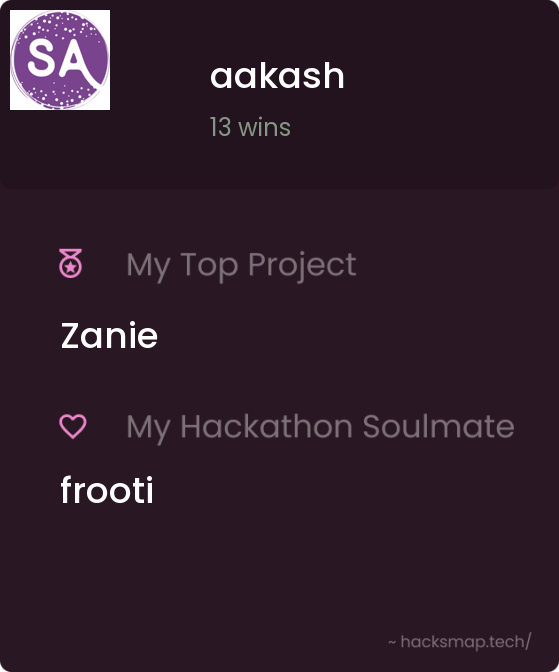 SA
aakash
13 wins
My Top Project
Zanie
My Hackathon Soulmate
frooti
~ hacksmap.tech/